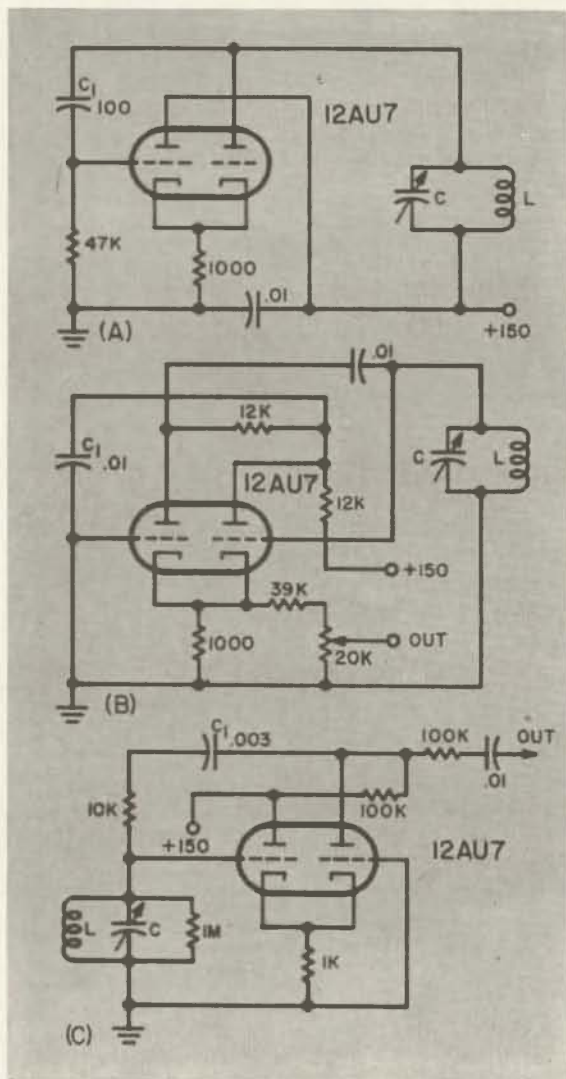 C1
100
12AU7
C
L
47K
1000
.01
(A)
+150
.01
12K
C1
.01
12AU7
C
L
12K
+150
39K
1000
20K
OUT
(B)
C1
.003
100K
OUT
.01
10K
100K
+150
12AU7
L
C
1M
1K
(C)